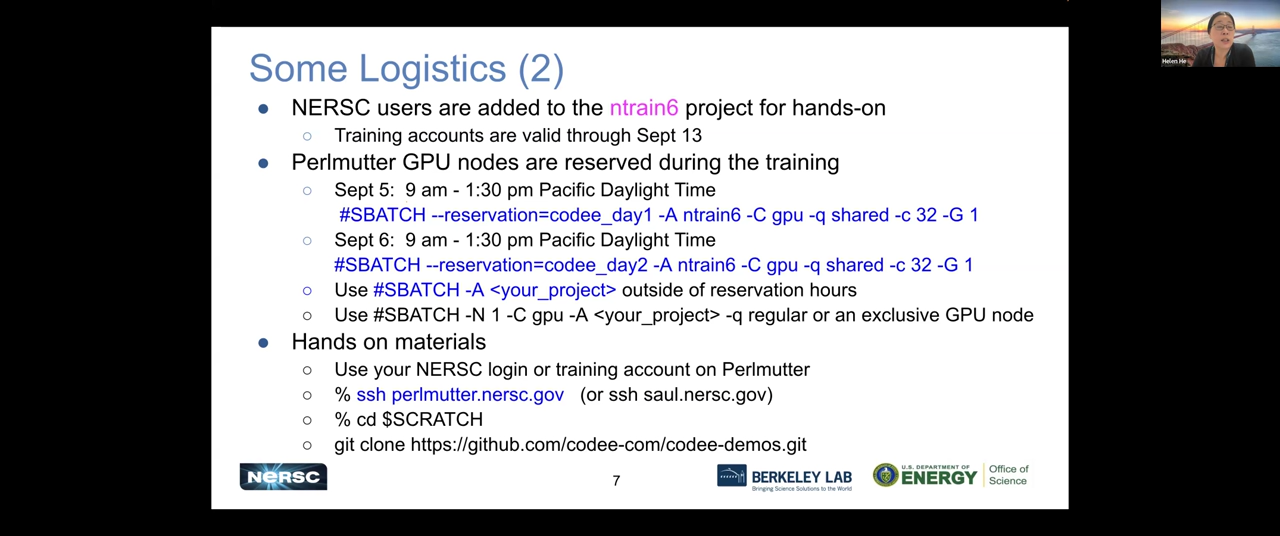 Some Logistics (2)
● NERSC users are added to the ntrain6 project for hands-on
○ Training accounts are valid through Sept 13
● Perlmutter GPU nodes are reserved during the training
○ Sept 5: 9 am - 1:30 pm Pacific Daylight Time
#SBATCH --reservation=codee_day1 -A ntrain6 -C gpu -q shared -c 32 -G 1
○ Sept 6: 9 am - 1:30 pm Pacific Daylight Time
#SBATCH --reservation=codee_day2 -A ntrain6 -C gpu -q shared -c 32 -G 1
○ Use #SBATCH -A <your_project> outside of reservation hours
○ Use #SBATCH -N 1 -C gpu -A <your_project> -q regular or an exclusive GPU node
● Hands on materials
○ Use your NERSC login or training account on Perlmutter
○ % ssh perlmutter.nersc.gov (or ssh saul.nersc.gov)
○ % cd $SCRATCH
○ git clone https://github.com/codee-com/codee-demos.git
NERSC
7
BERKELEY LAB
Bringing Science Solutions to the World
U.S. DEPARTMENT OF
ENERGY
Office of
Science
Helen He